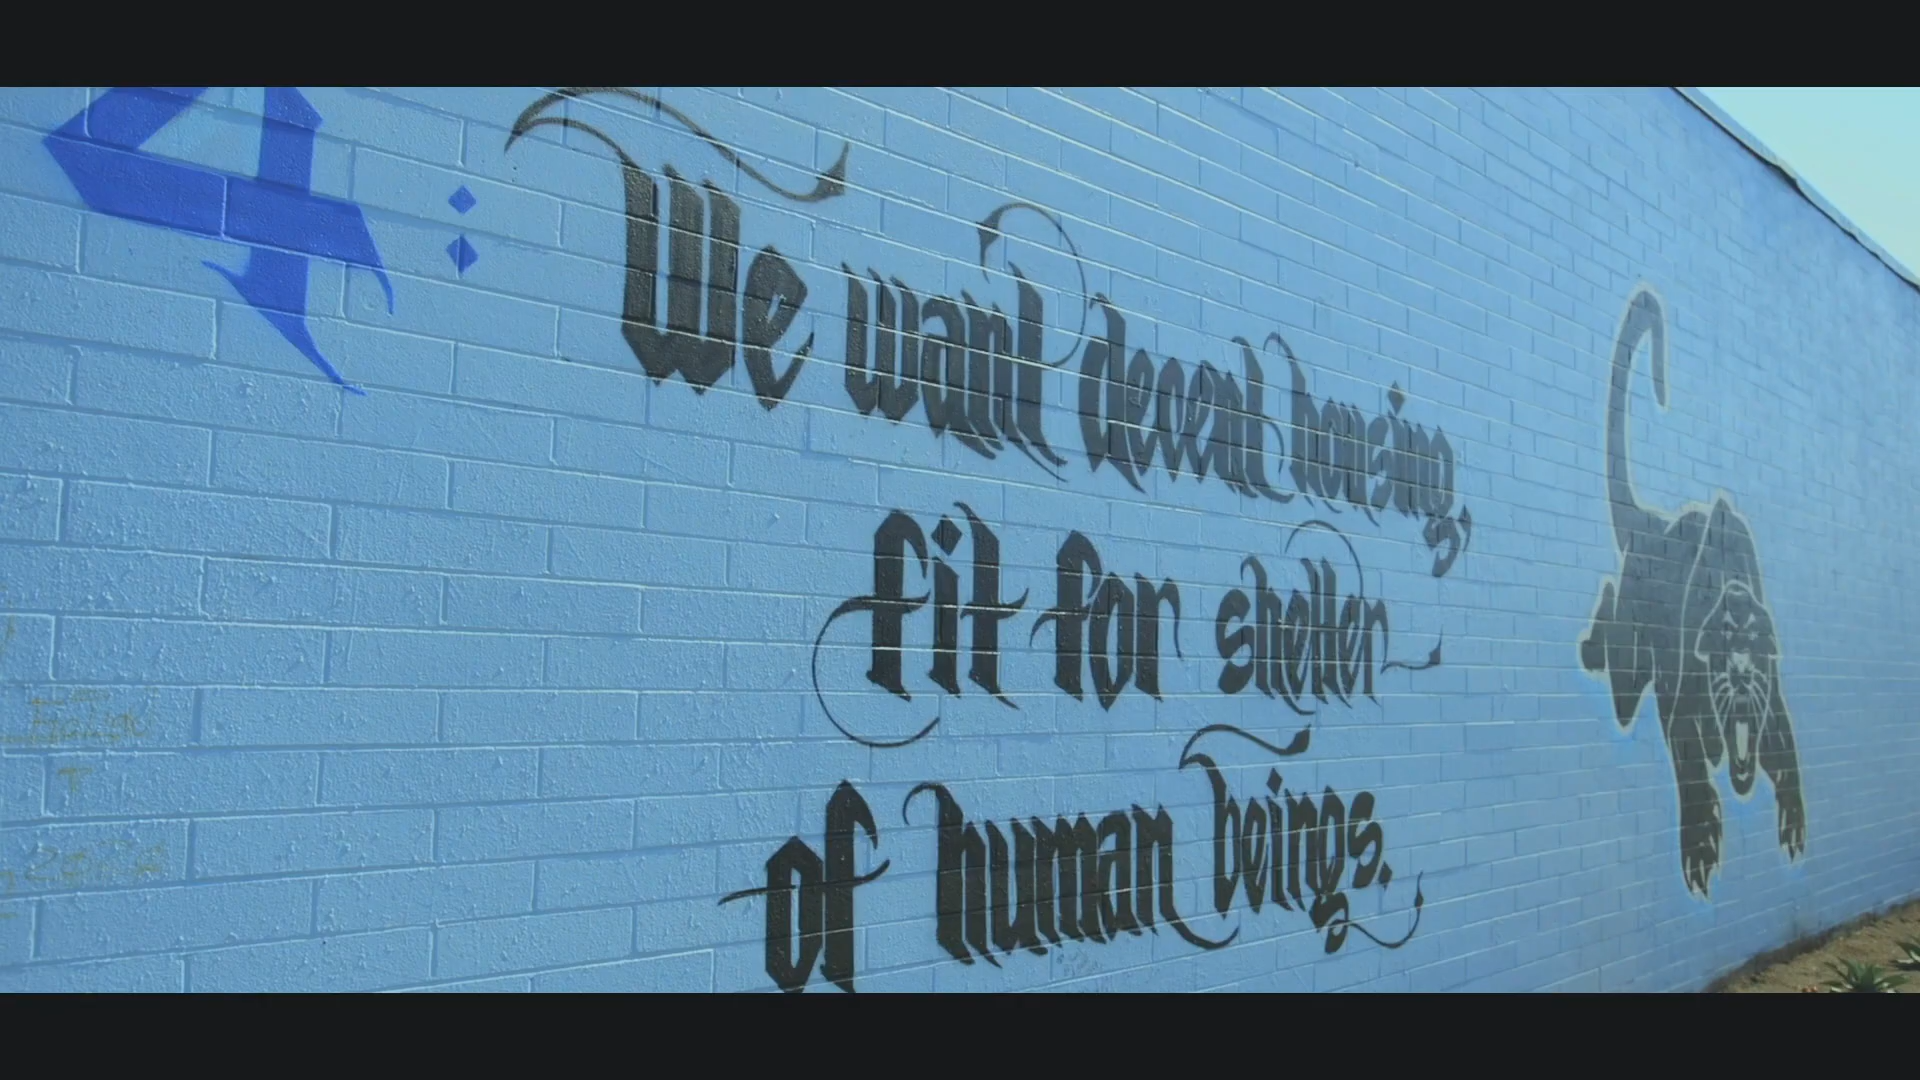 4:
We want decent housing,
fit for shelter
of human beings.